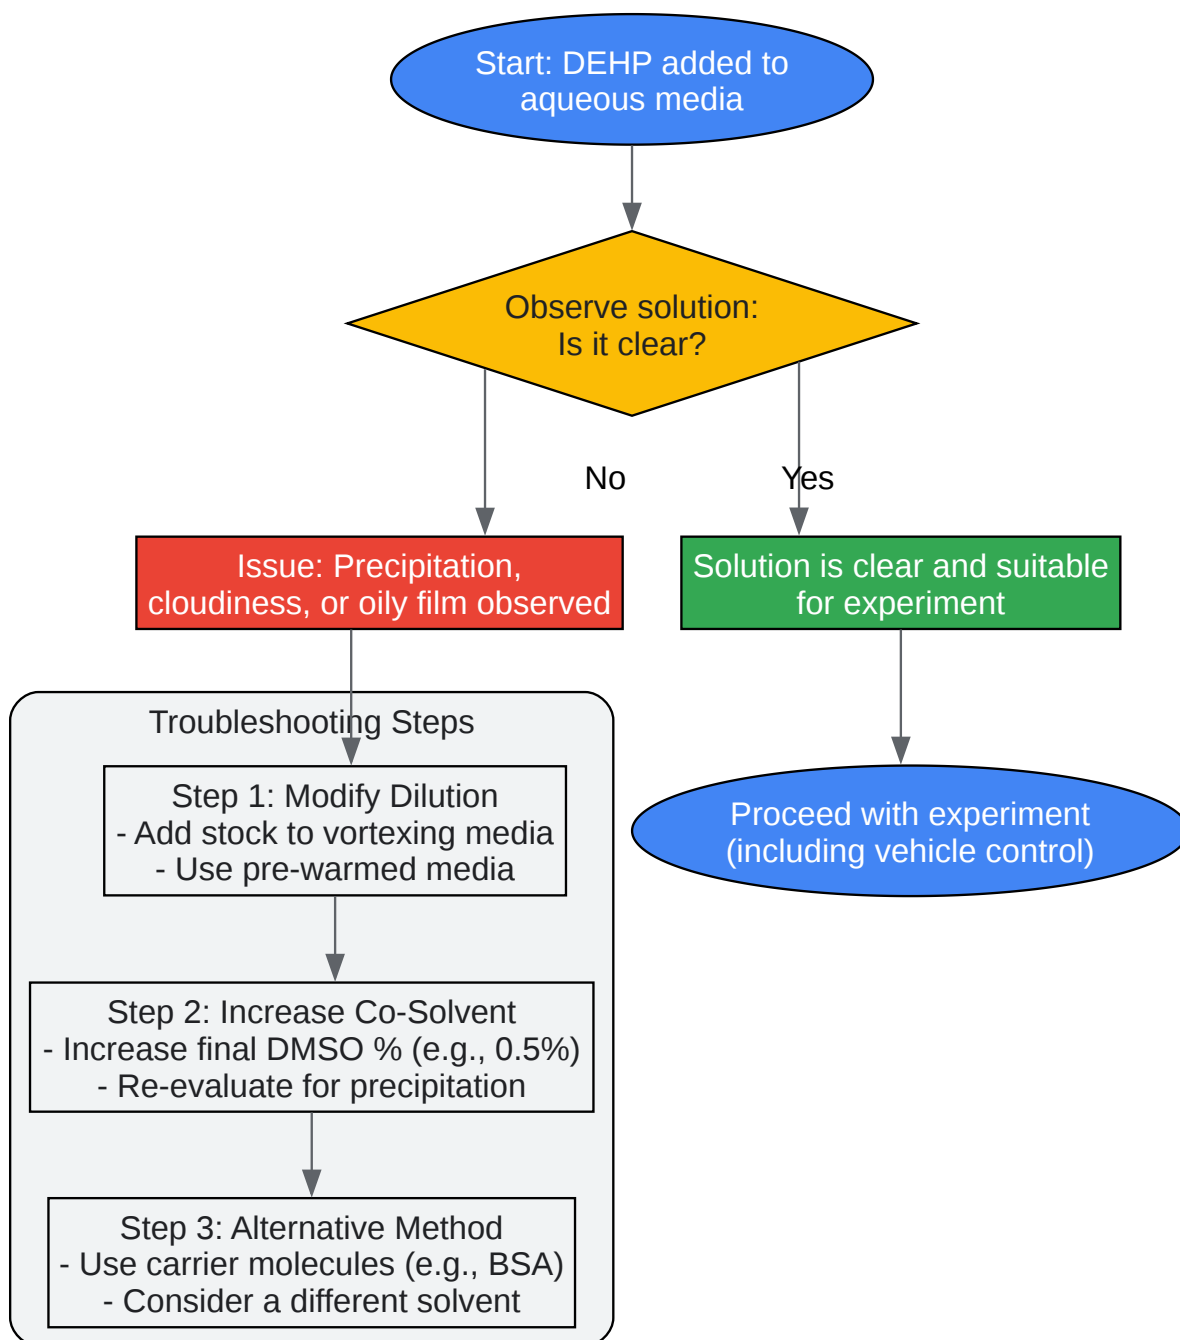 Start: DEHP added to
aqueous media
Observe solution:
Is it clear?
No
Yes
Issue: Precipitation,
cloudiness, or oily film observed
Solution is clear and suitable
for experiment
Troubleshooting Steps
Step 1: Modify Dilution
- Add stock to vortexing media
- Use pre-warmed media
Proceed with experiment
(including vehicle control)
Step 2: Increase Co-Solvent
- Increase final DMSO % (e.g., 0.5%)
- Re-evaluate for precipitation
Step 3: Alternative Method
- Use carrier molecules (e.g., BSA)
- Consider a different solvent